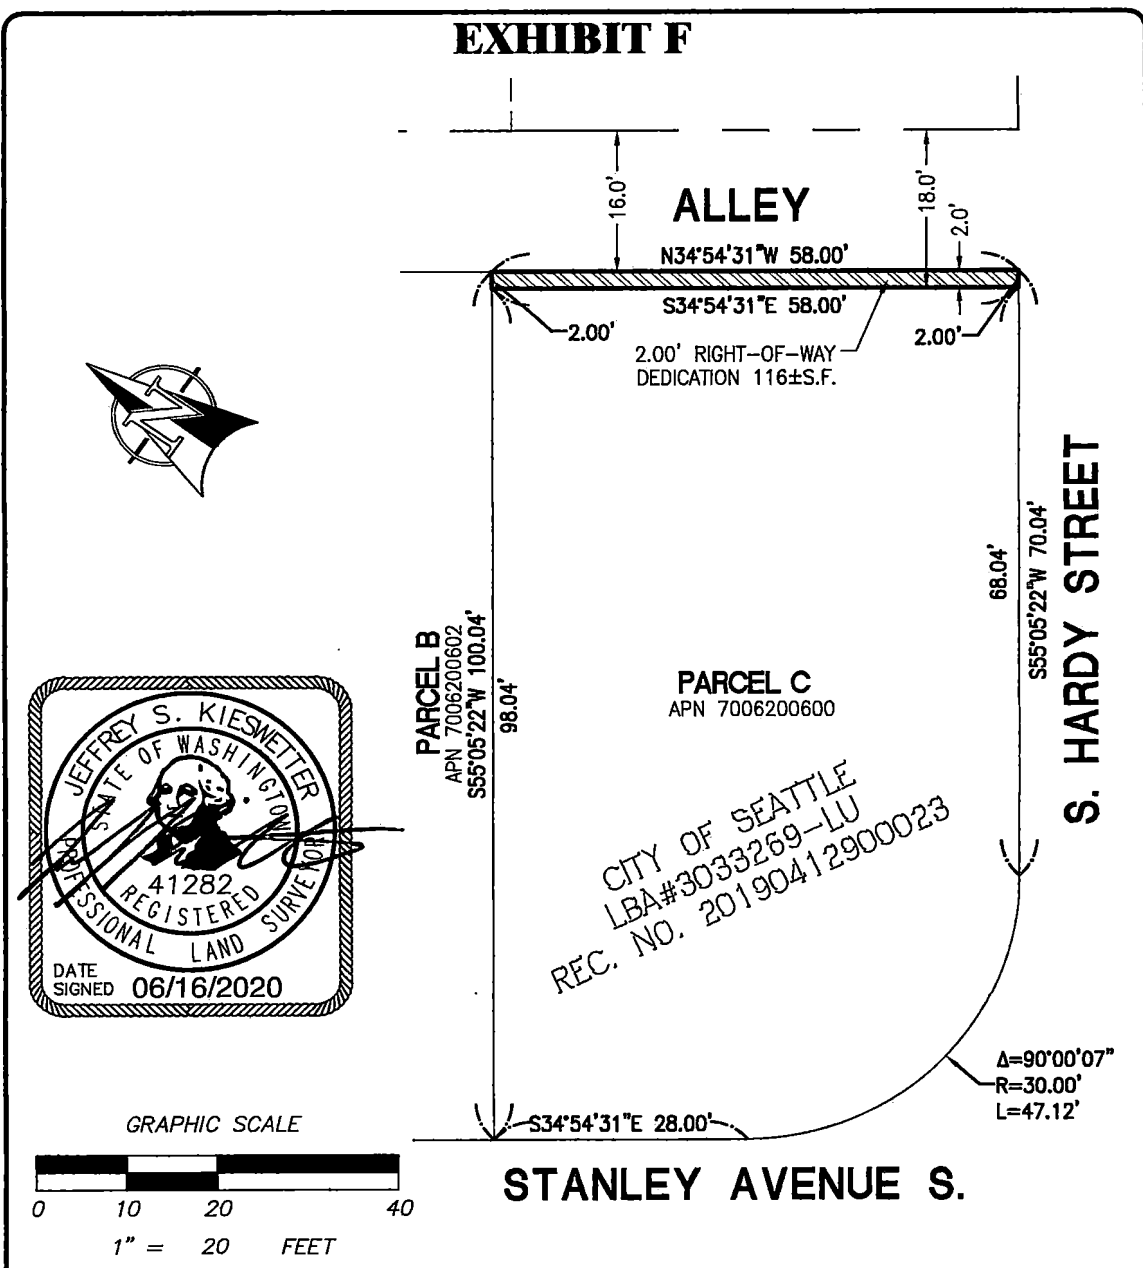 EXHIBIT F
16.0'
ALLEY
18.0'
2.0'
N34°54'31"W 58.00'
S34°54'31"E 58.00'
2.00'
2.00'
2.00' RIGHT-OF-WAY
DEDICATION 116±S.F.
N
PARCEL B
APN 7006200602
S55°05'22"W 100.04'
98.04'
PARCEL C
APN 7006200600
68.04'
S55°05'22"W 70.04'
S. HARDY STREET
CITY OF SEATTLE
LBA#3033269-LU
REC. NO. 20190412900023
JEFFREY S. KIESWETTER
STATE OF WASHINGTON
41282
REGISTERED
PROFESSIONAL LAND SURVEYOR
DATE
SIGNED 06/16/2020
Δ=90°00'07"
R=30.00'
L=47.12'
S34°54'31"E 28.00'
STANLEY AVENUE S.
GRAPHIC SCALE
0 10 20 40
1" = 20 FEET